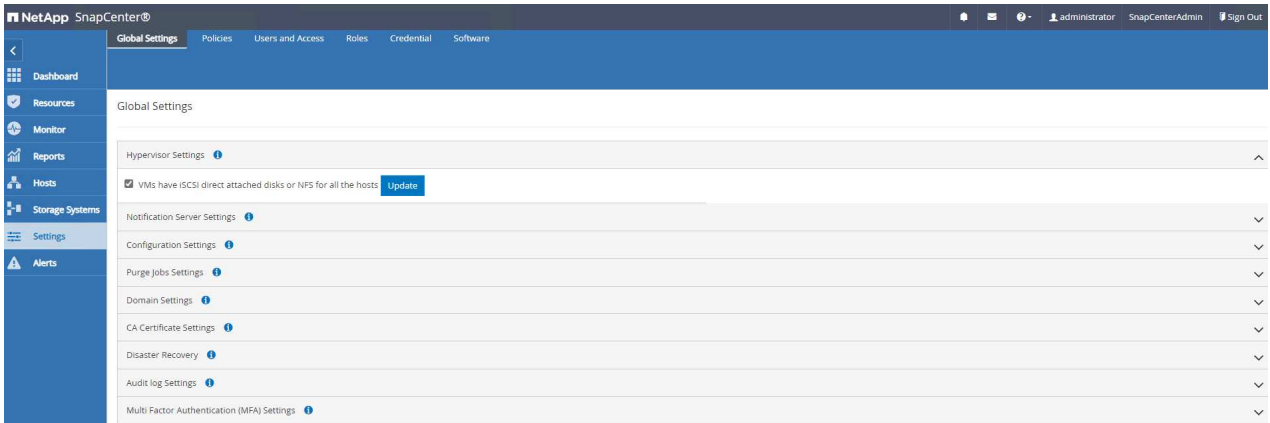 NetApp SnapCenter®
administrator SnapCenterAdmin Sign Out
Global Settings Policies Users and Access Roles Credential Software
Dashboard
Resources
Monitor
Reports
Hosts
Storage Systems
Settings
Alerts
Global Settings
Hypervisor Settings
VMs have iSCSI direct attached disks or NFS for all the hosts Update
Notification Server Settings
Configuration Settings
Purge Jobs Settings
Domain Settings
CA Certificate Settings
Disaster Recovery
Audit log Settings
Multi Factor Authentication (MFA) Settings